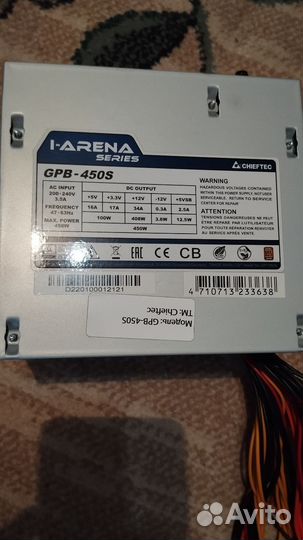 I-ARENA
SERIES
CHIEFTEC
GPB-450S
AC INPUT
200-240V
3.5A
FREQUENCY
47-63Hz
MAX. POWER
450W
DC OUTPUT
+5V +3.3V +12V -12V +5VSB
16A 17A 34A 0.3A 2.5A
100W 408W 3.6W 12.5W
450W
WARNING
HAZARDOUS VOLTAGES CONTAINED WITHIN
THIS POWER SUPPLY, NOT USER
SERVICEABLE. RETURN TO SERVICE
CENTER FOR REPAIR
ATTENTION
EAC
CE
CB
D220100012121
4 710713 233638
Модель: GPB-450S
ТМ: Chieftec
Avito